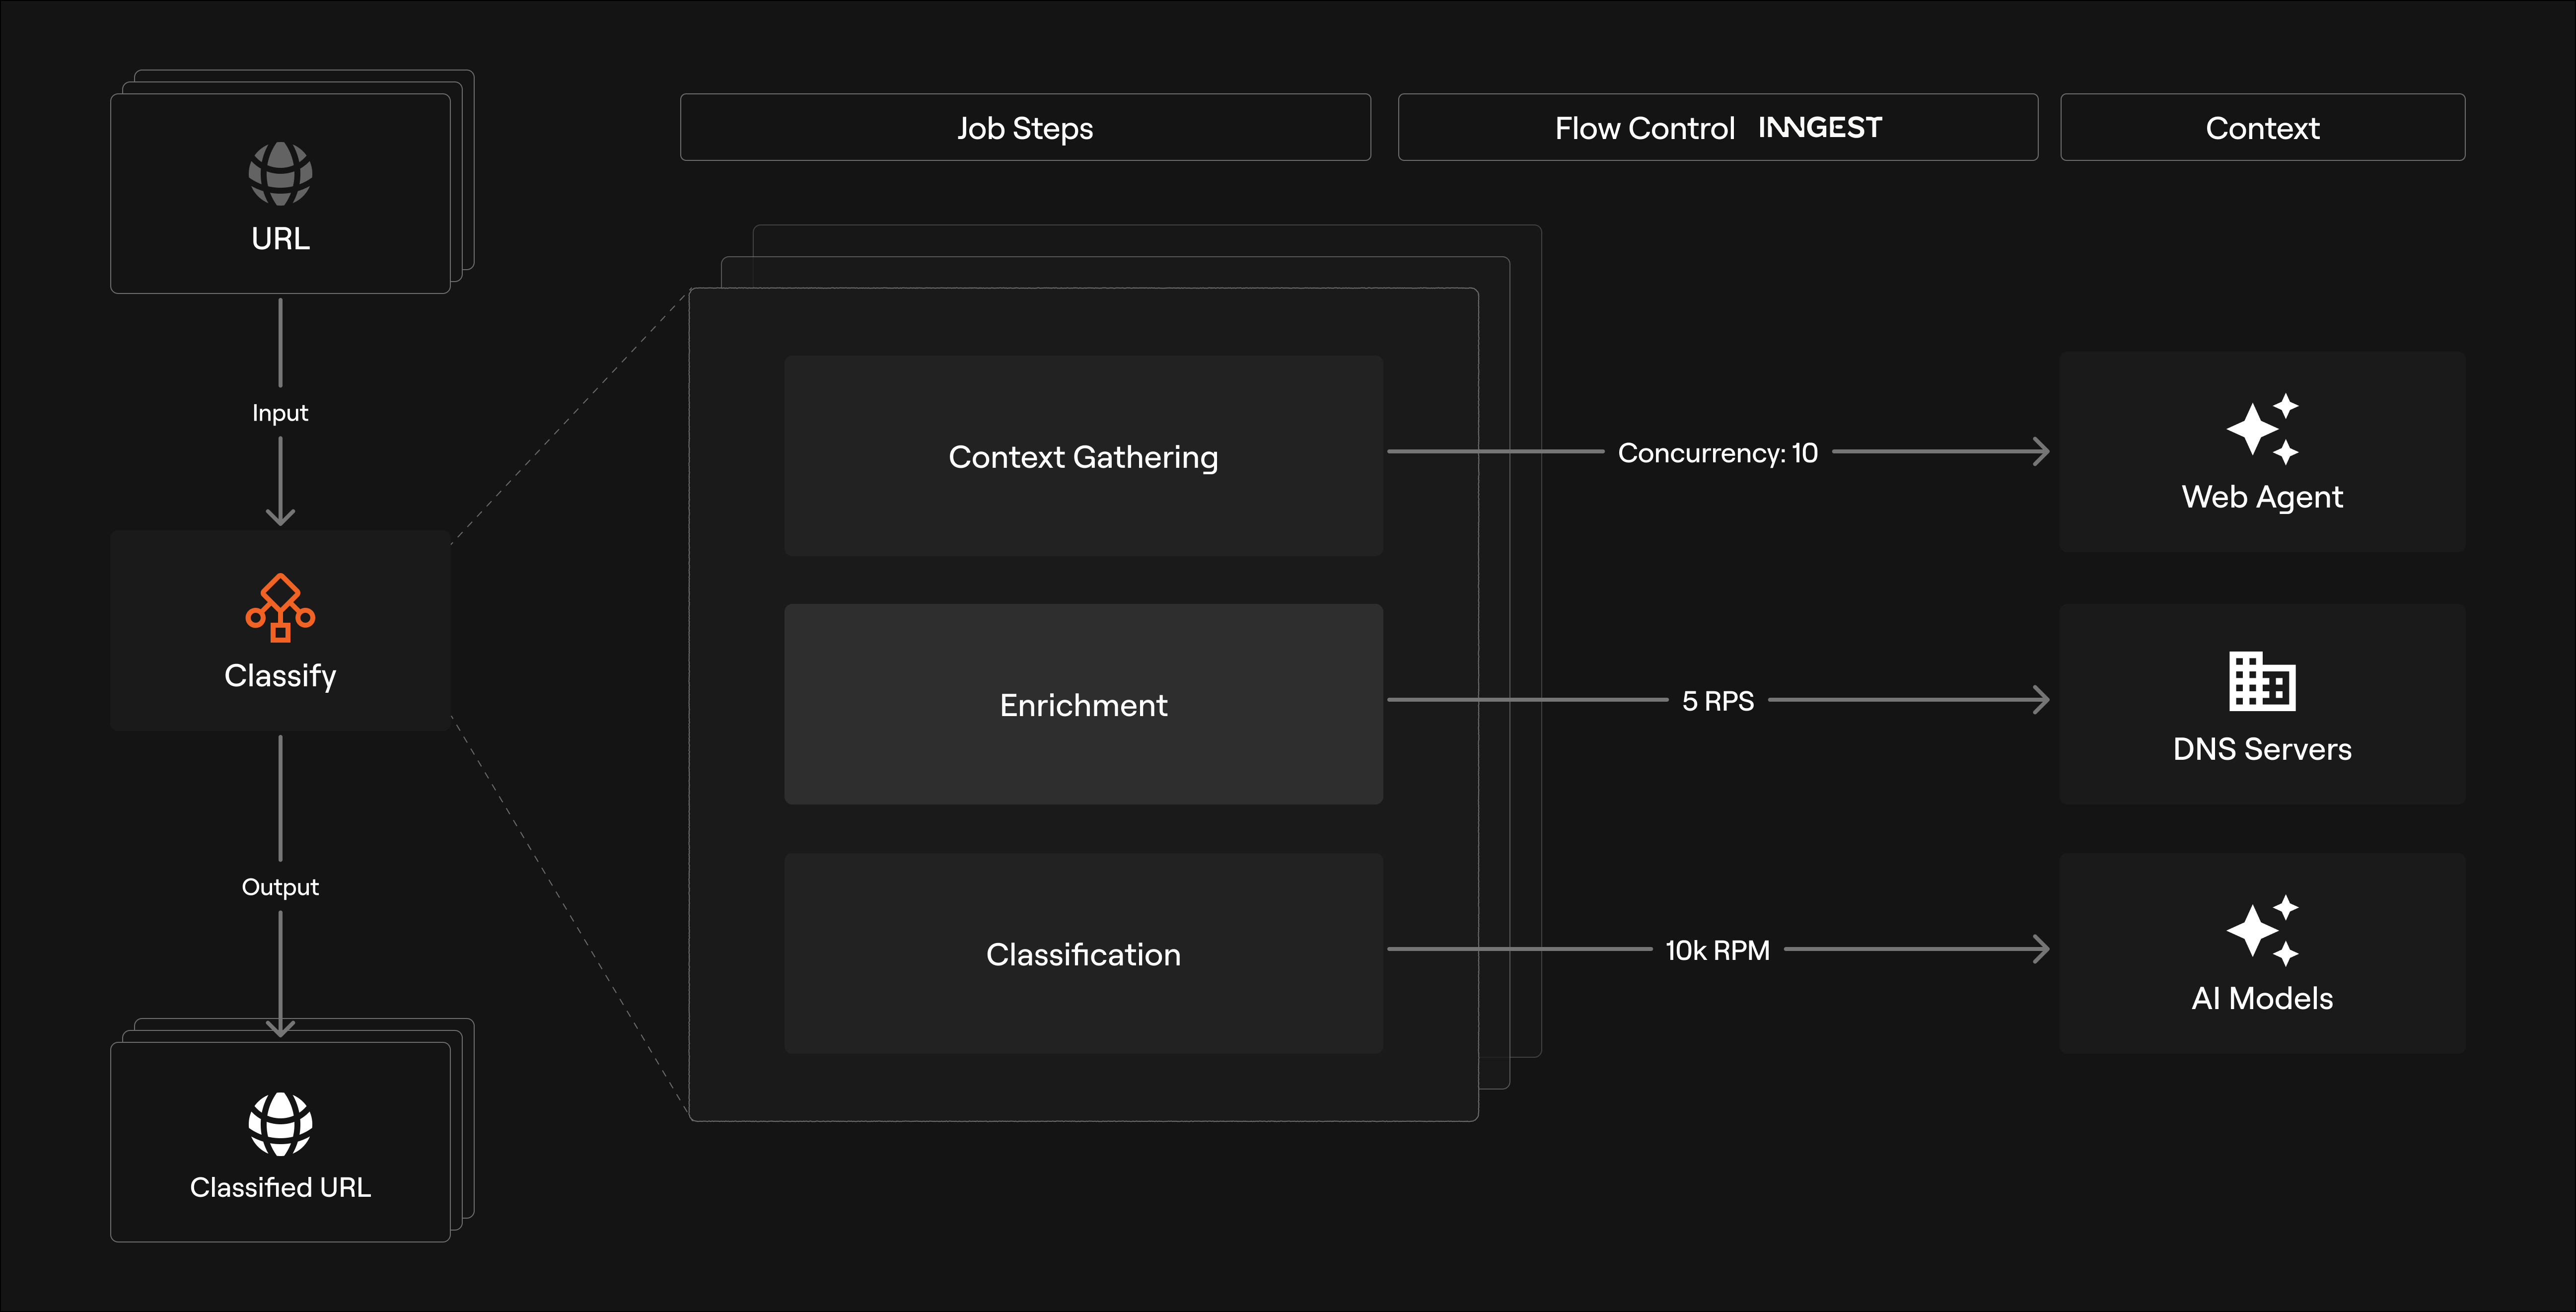 URL
Input
Classify
Output
Classified URL
Job Steps
Flow Control INNGEST
Context
Context Gathering
Concurrency: 10
Web Agent
Enrichment
5 RPS
DNS Servers
Classification
10k RPM
AI Models